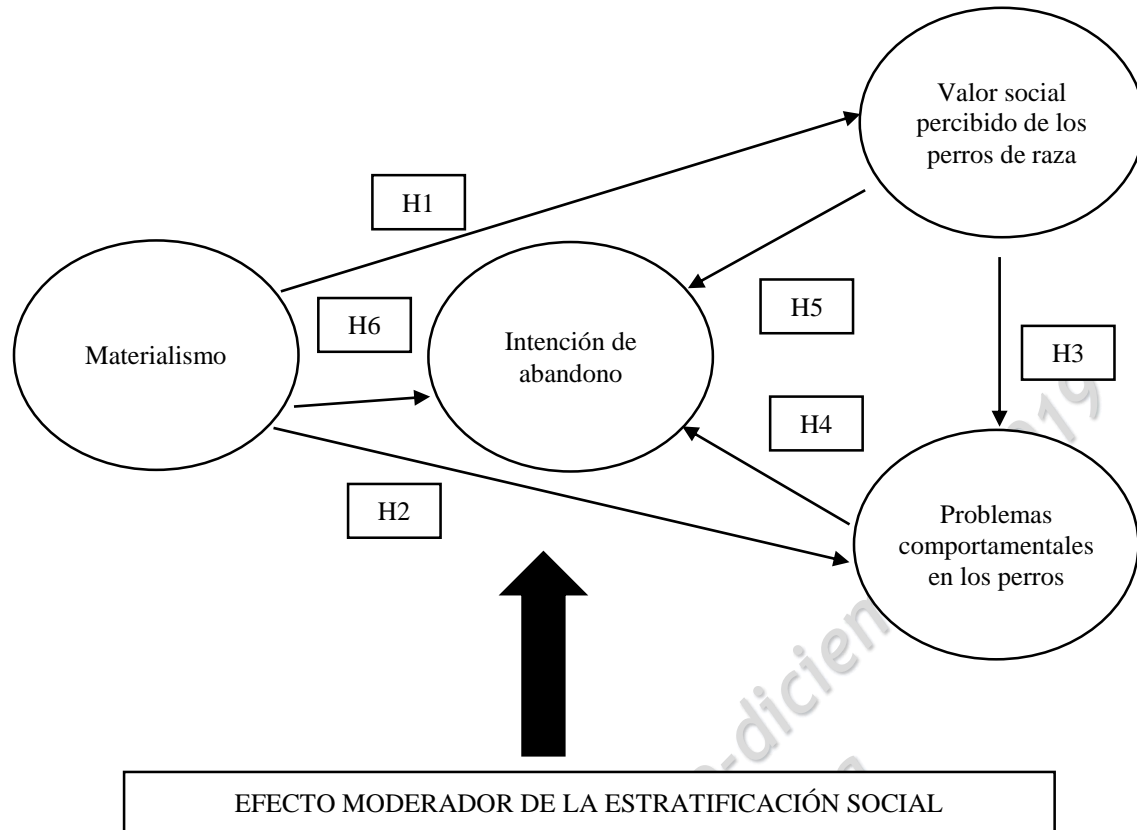 Valor social
percibido de los
perros de raza
H1
H6
H5
Materialismo
Intención de
abandono
H3
H4
H2
Problemas
comportamentales
en los perros
EFECTO MODERADOR DE LA ESTRATIFICACIÓN SOCIAL